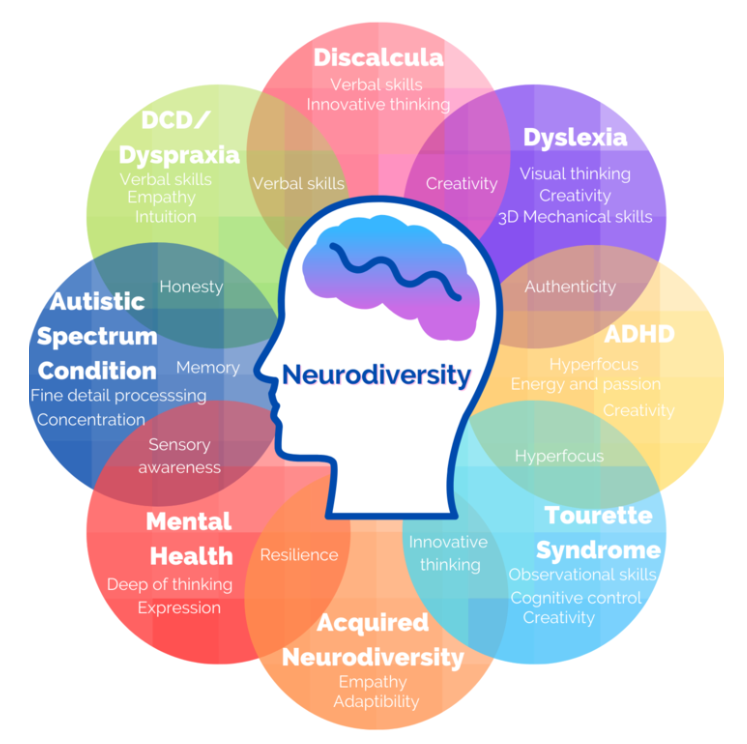 Discalcula
Verbal skills
Innovative thinking
DCD/
Dyspraxia
Verbal skills
Empathy
Intuition
Verbal skills
Creativity
Dyslexia
Visual thinking
Creativity
3D Mechanical skills
Honesty
Authenticity
Autistic
Spectrum
Condition
Memory
Fine detail processsing
Concentration
Neurodiversity
ADHD
Hyperfocus
Energy and passion
Creativity
Sensory
awareness
Hyperfocus
Mental
Health
Deep of thinking
Expression
Resilience
Innovative
thinking
Tourette
Syndrome
Observational skills
Cognitive control
Creativity
Acquired
Neurodiversity
Empathy
Adaptibility